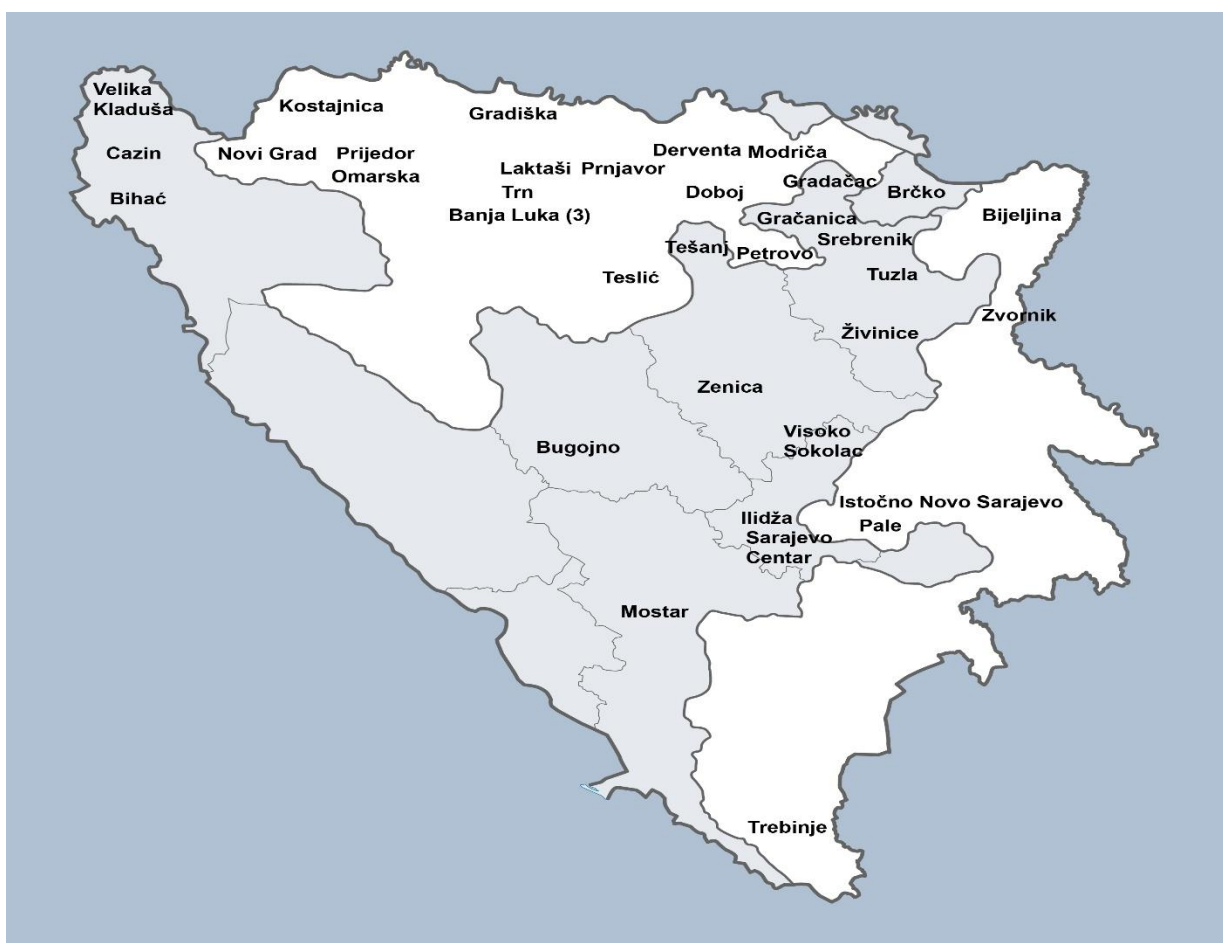 Velika
Kladuša
Kostajnica
Gradiška
Cazin
Novi Grad
Prijedor
Omarska
Derventa
Modriča
Laktaši
Prnjavor
Trn
Gradačac
Brčko
Bihać
Doboj
Banja Luka (3)
Gračanica
Bijeljina
Srebrenik
Tešanj
Petrovo
Teslić
Tuzla
Zvornik
Živinice
Zenica
Visoko
Sokolac
Bugojno
Istočno Novo Sarajevo
Pale
Ilidža
Sarajevo
Centar
Mostar
Trebinje